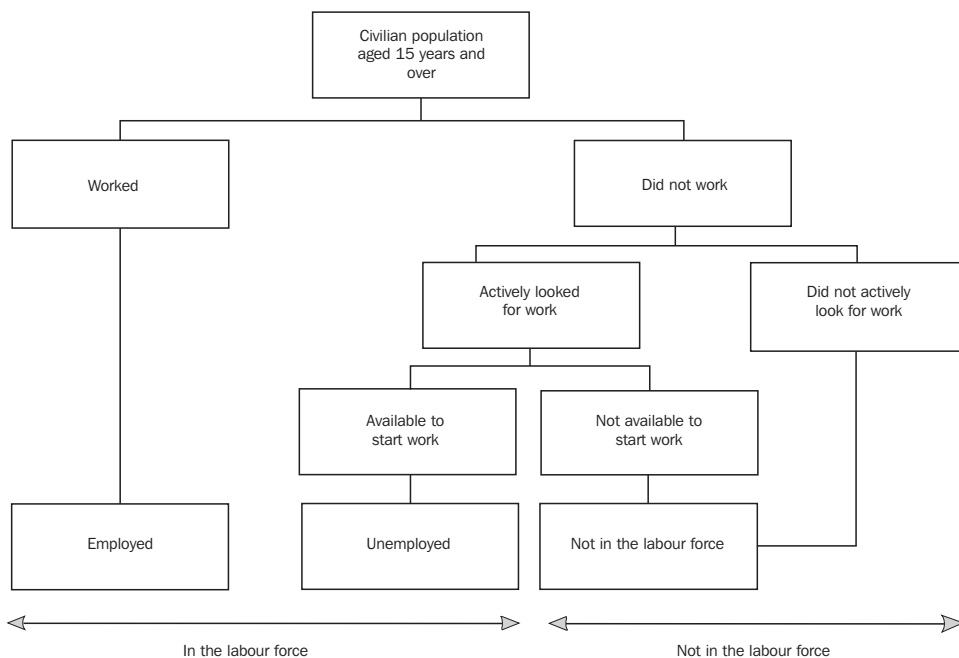 Civilian population
aged 15 years and
over
Worked
Did not work
Actively looked
for work
Did not actively
look for work
Available to
start work
Not available to
start work
Employed
Unemployed
Not in the labour force
In the labour force
Not in the labour force